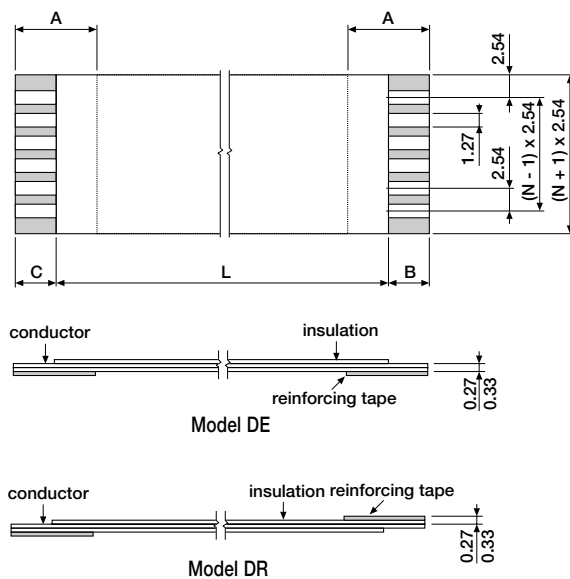 A
A
2.54
1.27
2.54
(N - 1) x 2.54
(N + 1) x 2.54
C
L
B
conductor
insulation
reinforcing tape
0.27
0.33
Model DE
conductor
insulation
reinforcing tape
0.27
0.33
Model DR